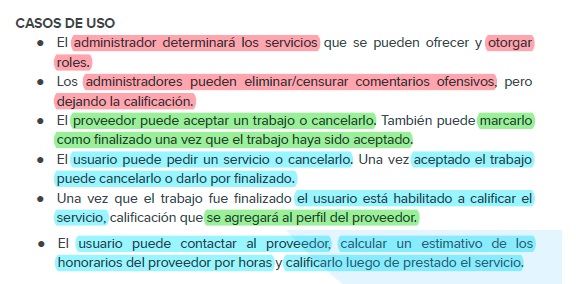 CASOS DE USO
● El administrador determinará los servicios que se pueden ofrecer y otorgar
roles.
● Los administradores pueden eliminar/censurar comentarios ofensivos, pero
dejando la calificación.
● El proveedor puede aceptar un trabajo o cancelarlo. También puede marcarlo
como finalizado una vez que el trabajo haya sido aceptado.
● El usuario puede pedir un servicio o cancelarlo. Una vez aceptado el trabajo
puede cancelarlo o darlo por finalizado.
● Una vez que el trabajo fue finalizado el usuario está habilitado a calificar el
servicio, calificación que se agregará al perfil del proveedor.
● El usuario puede contactar al proveedor, calcular un estimativo de los
honorarios del proveedor por horas y calificarlo luego de prestado el servicio.